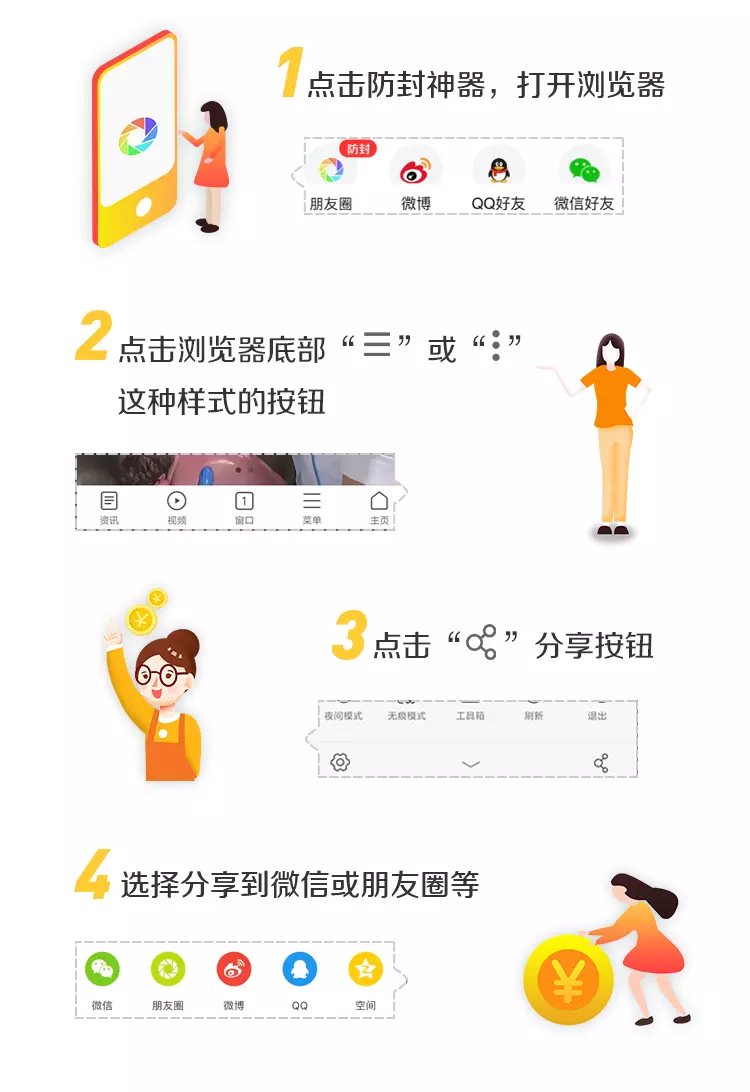 1 点击防封神器，打开浏览器
防封
朋友圈 微博 QQ好友 微信好友
2 点击浏览器底部“☰”或“⋮”
这种样式的按钮
1
资讯 视频 窗口 菜单 主页
¥ ¥
3 点击“ ”分享按钮
夜间模式 无痕模式 工具箱 刷新 退出
4 选择分享到微信或朋友圈等
微信 朋友圈 微博 QQ 空间
¥